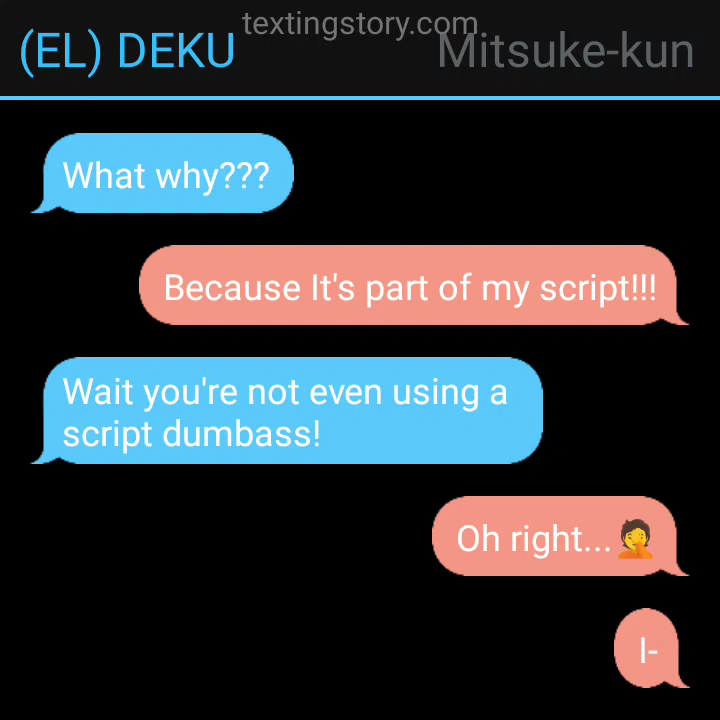 textingstory.com
(EL) DEKU
Mitsuke-kun
What why???
Because It's part of my script!!!
Wait you're not even using a
script dumbass!
Oh right...🤦
I-